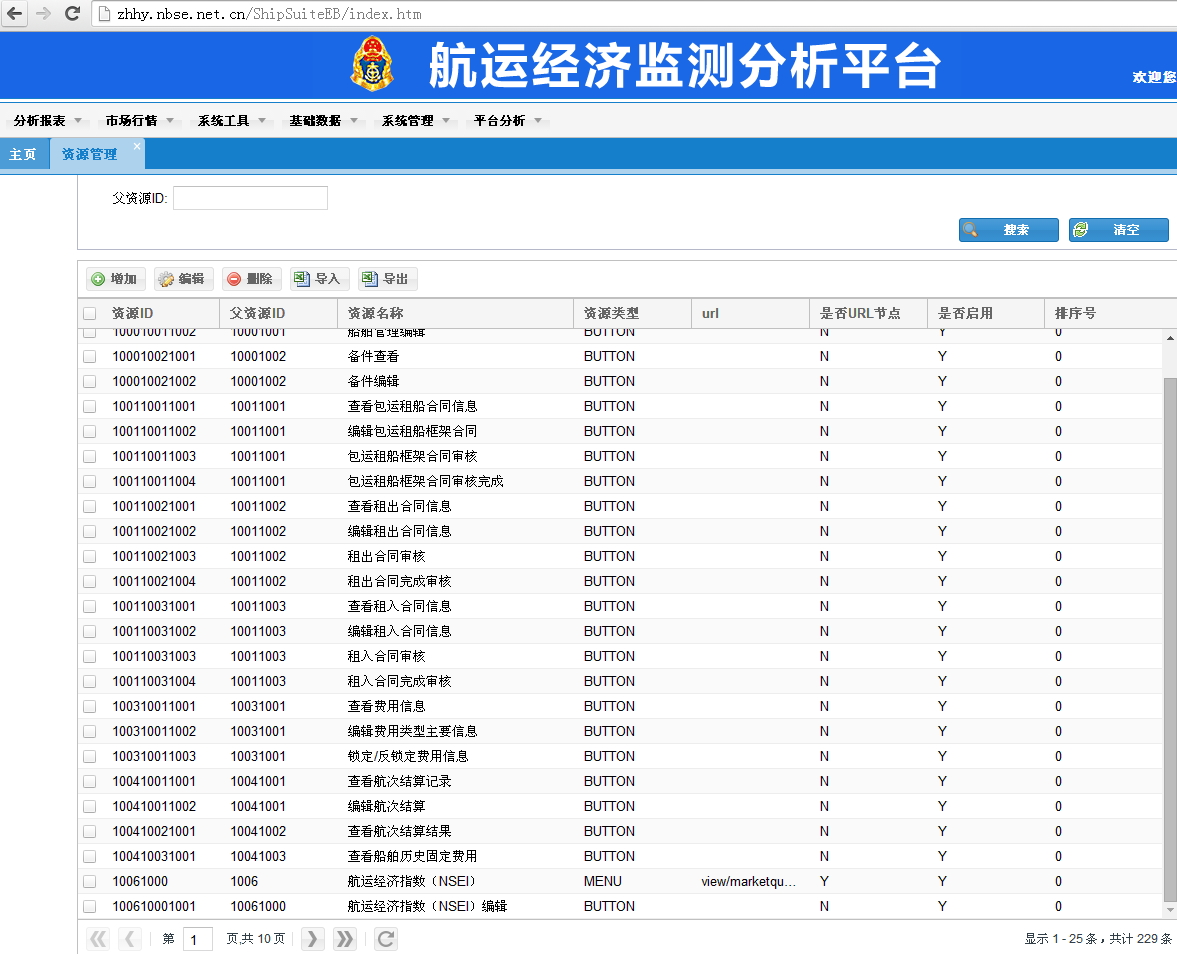 zhhy.nbse.net.cn/ShipSuiteEB/index.htm
航运经济监测分析平台
欢迎您
分析报表 市场行情 系统工具 基础数据 系统管理 平台分析
主页 资源管理
父资源ID:
搜索 清空
增加 编辑 删除 导入 导出
资源ID 父资源ID 资源名称 资源类型 url 是否URL节点 是否启用 排序号
100010011002 10001001 船舶管理编辑 BUTTON N Y 0
100010021001 10001002 备件查看 BUTTON N Y 0
100010021002 10001002 备件编辑 BUTTON N Y 0
100110011001 10011001 查看包运租船合同信息 BUTTON N Y 0
100110011002 10011001 编辑包运租船框架合同 BUTTON N Y 0
100110011003 10011001 包运租船框架合同审核 BUTTON N Y 0
100110011004 10011001 包运租船框架合同审核完成 BUTTON N Y 0
100110021001 10011002 查看租出合同信息 BUTTON N Y 0
100110021002 10011002 编辑租出合同信息 BUTTON N Y 0
100110021003 10011002 租出合同审核 BUTTON N Y 0
100110021004 10011002 租出合同完成审核 BUTTON N Y 0
100110031001 10011003 查看租入合同信息 BUTTON N Y 0
100110031002 10011003 编辑租入合同信息 BUTTON N Y 0
100110031003 10011003 租入合同审核 BUTTON N Y 0
100110031004 10011003 租入合同完成审核 BUTTON N Y 0
100310011001 10031001 查看费用信息 BUTTON N Y 0
100310011002 10031001 编辑费用类型主要信息 BUTTON N Y 0
100310011003 10031001 锁定/反锁定费用信息 BUTTON N Y 0
100410011001 10041001 查看航次结算记录 BUTTON N Y 0
100410011002 10041001 编辑航次结算 BUTTON N Y 0
100410021001 10041002 查看航次结算结果 BUTTON N Y 0
100410031001 10041003 查看船舶历史固定费用 BUTTON N Y 0
10061000 1006 航运经济指数（NSEI） MENU view/marketqu... Y Y 0
100610001001 10061000 航运经济指数（NSEI）编辑 BUTTON N Y 0
第 1 页,共 10 页 显示 1 - 25 条，共计 229 条